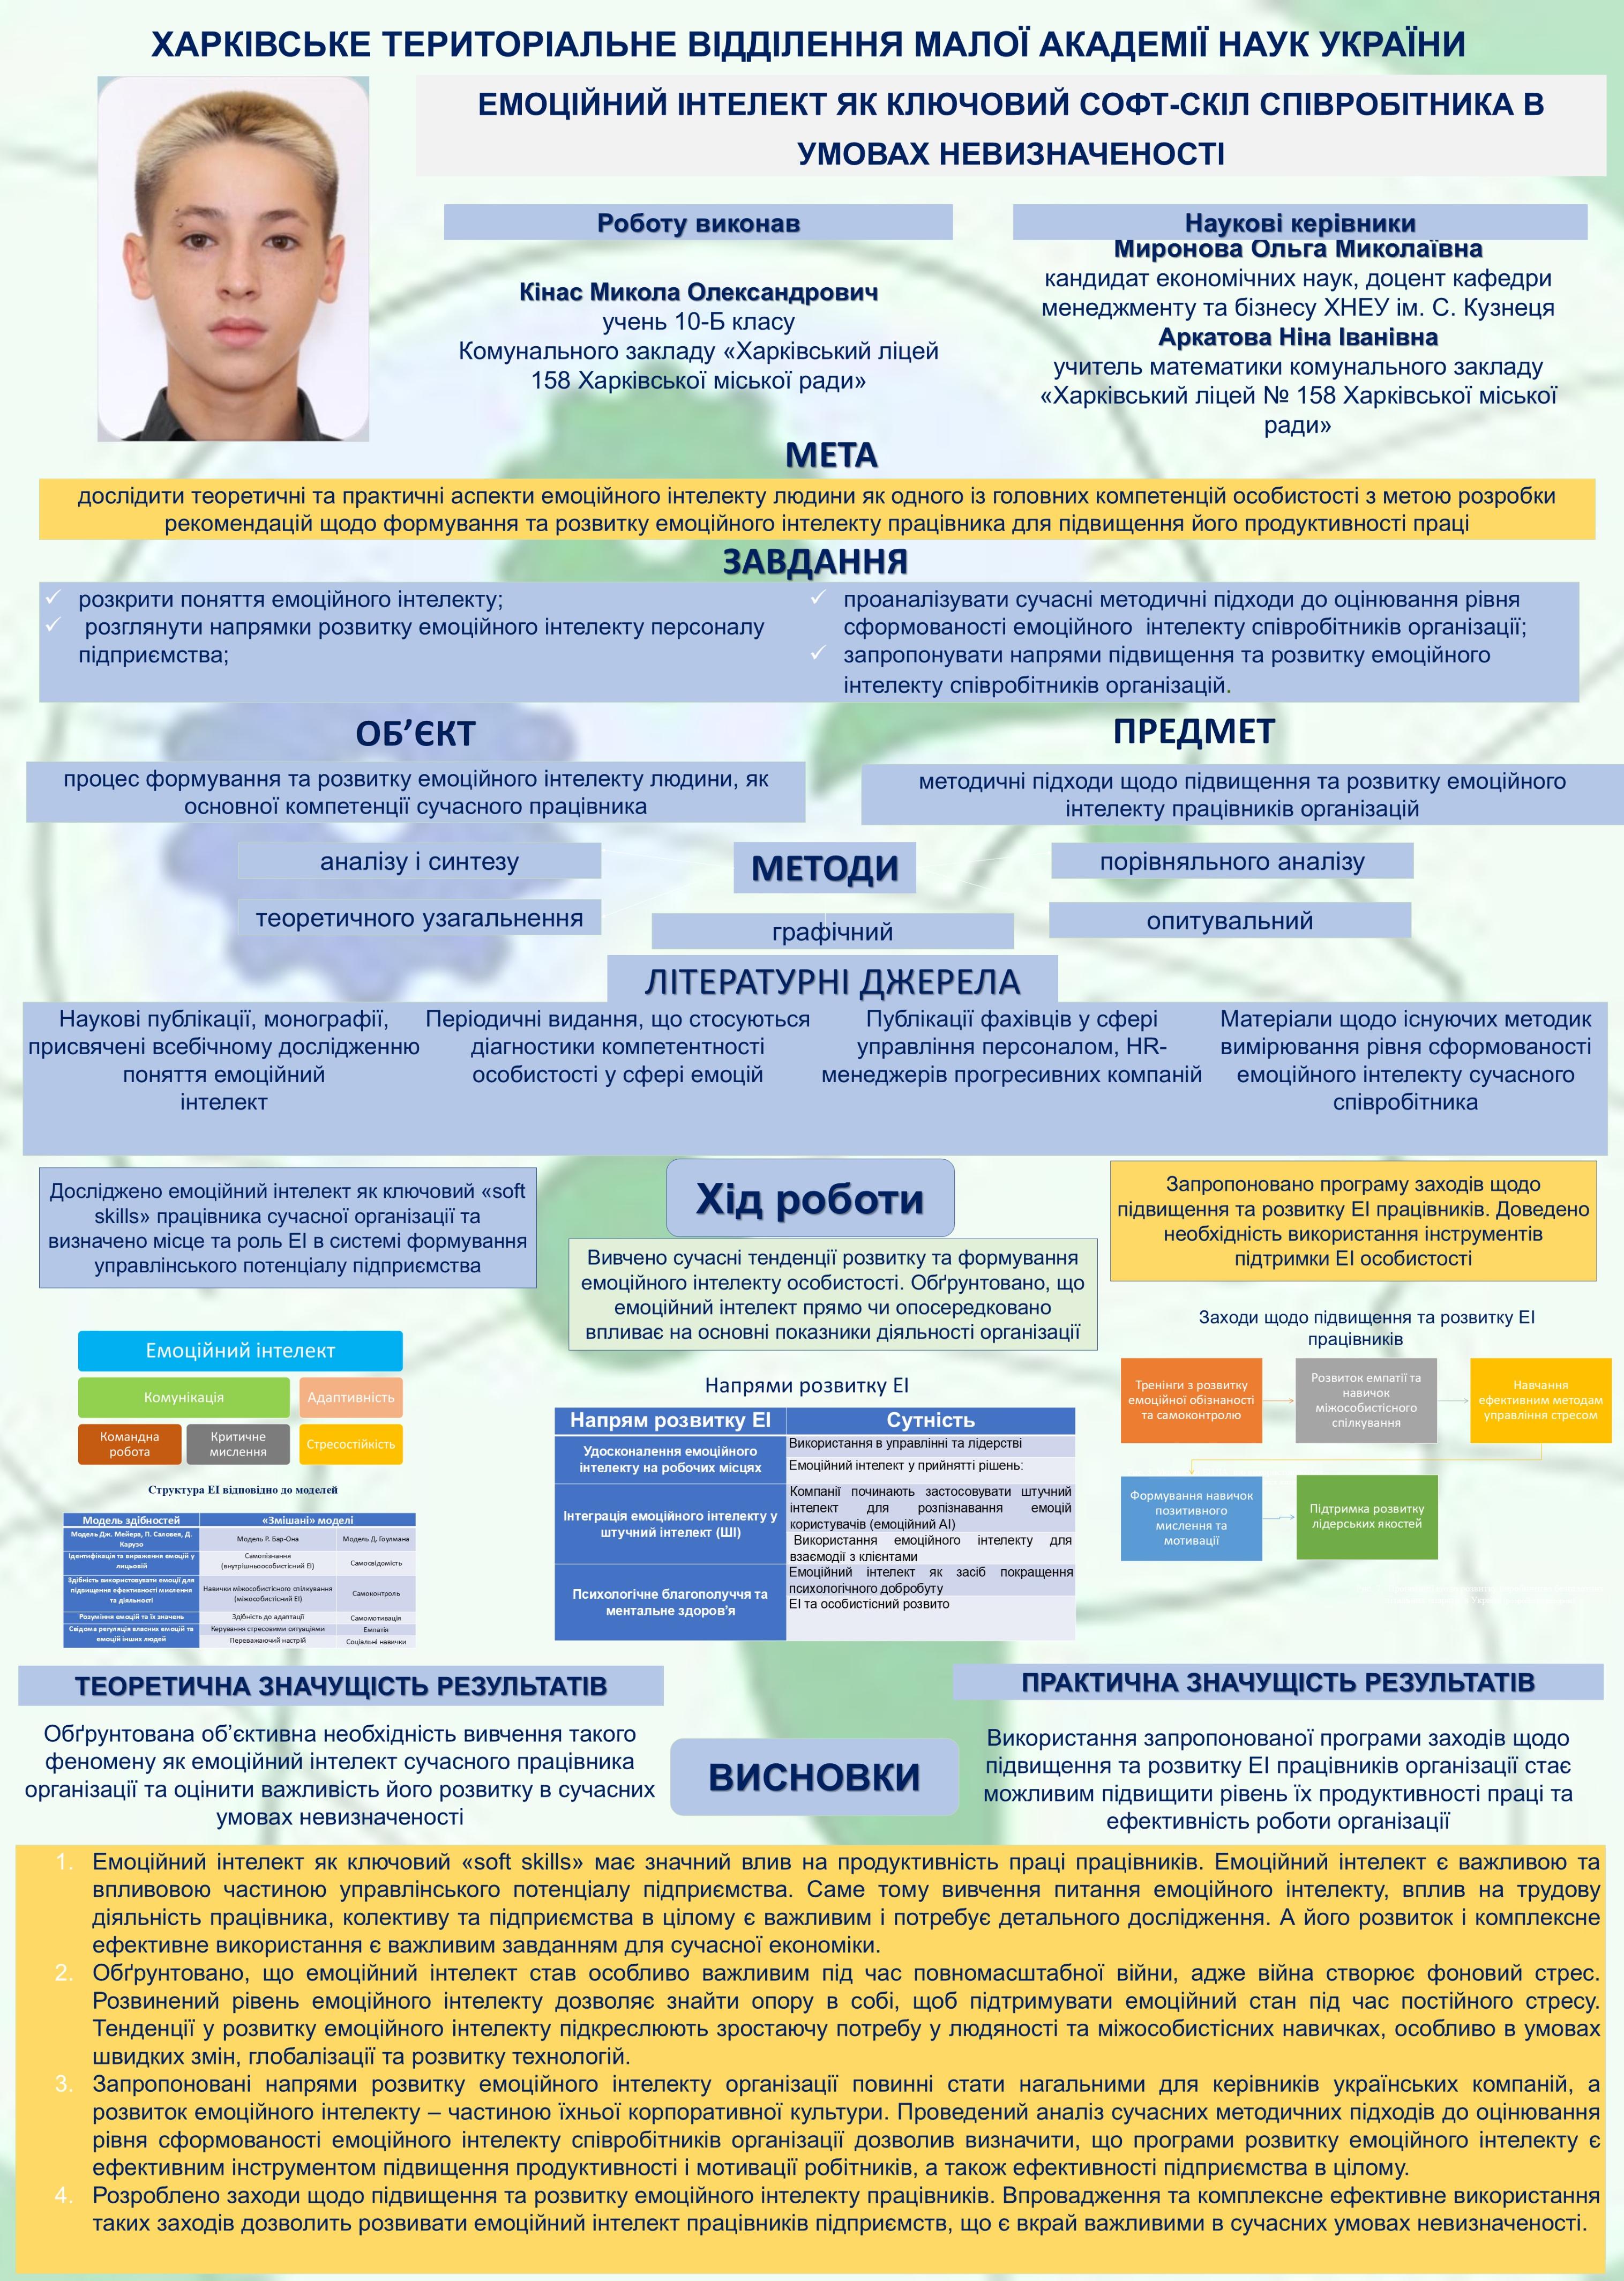 ХАРКІВСЬКЕ ТЕРИТОРІАЛЬНЕ ВІДДІЛЕННЯ МАЛОЇ АКАДЕМІЇ НАУК УКРАЇНИ
ЕМОЦІЙНИЙ ІНТЕЛЕКТ ЯК КЛЮЧОВИЙ СОФТ-СКІЛ СПІВРОБІТНИКА В
УМОВАХ НЕВИЗНАЧЕНОСТІ
Роботу виконав
Кінас Микола Олександрович
учень 10-Б класу
Комунального закладу «Харківський ліцей
158 Харківської міської ради»
Наукові керівники
Миронова Ольга Миколаївна
кандидат економічних наук, доцент кафедри
менеджменту та бізнесу ХНЕУ ім. С. Кузнеця
Аркатова Ніна Іванівна
учитель математики комунального закладу
«Харківський ліцей № 158 Харківської міської
ради»
МЕТА
дослідити теоретичні та практичні аспекти емоційного інтелекту людини як одного із головних компетенцій особистості з метою розробки
рекомендацій щодо формування та розвитку емоційного інтелекту працівника для підвищення його продуктивності праці
ЗАВДАННЯ
✓ розкрити поняття емоційного інтелекту;
✓ розглянути напрямки розвитку емоційного інтелекту персоналу
підприємства;
✓ проаналізувати сучасні методичні підходи до оцінювання рівня
сформованості емоційного інтелекту співробітників організації;
✓ запропонувати напрями підвищення та розвитку емоційного
інтелекту співробітників організацій.
ОБ’ЄКТ
процес формування та розвитку емоційного інтелекту людини, як
основної компетенції сучасного працівника
ПРЕДМЕТ
методичні підходи щодо підвищення та розвитку емоційного
інтелекту працівників організацій
МЕТОДИ
аналізу і синтезу
теоретичного узагальнення
графічний
порівняльного аналізу
опитувальний
ЛІТЕРАТУРНІ ДЖЕРЕЛА
Наукові публікації, монографії,
присвячені всебічному дослідженню
поняття емоційний
інтелект
Періодичні видання, що стосуються
діагностики компетентності
особистості у сфері емоцій
Публікації фахівців у сфері
управління персоналом, HR-
менеджерів прогресивних компаній
Матеріали щодо існуючих методик
вимірювання рівня сформованості
емоційного інтелекту сучасного
співробітника
Хід роботи
Досліджено емоційний інтелект як ключовий «soft
skills» працівника сучасної організації та
визначено місце та роль ЕІ в системі формування
управлінського потенціалу підприємства
Вивчено сучасні тенденції розвитку та формування
емоційного інтелекту особистості. Обґрунтовано, що
емоційний інтелект прямо чи опосередковано
впливає на основні показники діяльності організації
Запропоновано програму заходів щодо
підвищення та розвитку ЕІ працівників. Доведено
необхідність використання інструментів
підтримки ЕІ особистості
Емоційний інтелект
Комунікація
Адаптивність
Командна
робота
Критичне
мислення
Стресостійкість
Структура ЕІ відповідно до моделей
Модель здібностей
«Змішані» моделі
Модель Дж. Мейера, П. Саловея, Д.
Карузо
Модель Р. Бар-Она
Модель Д. Гоулмана
Ідентифікація та вираження емоцій у
лицьовій
Самопізнання
(внутрішньоособистісний ЕІ)
Самосвідомість
Здібність використовувати емоції для
підвищення ефективності мислення
та діяльності
Навички міжособистісного спілкування
(міжособистісний ЕІ)
Самоконтроль
Розуміння емоцій та їх значень
Здібність до адаптації
Самомотивація
Свідома регуляція власних емоцій та
емоцій інших людей
Керування стресовими ситуаціями
Емпатія
Переважаючий настрій
Соціальні навички
Напрями розвитку ЕІ
Напрям розвитку ЕІ
Сутність
Удосконалення емоційного
інтелекту на робочих місцях
Використання в управлінні та лідерстві
Емоційний інтелект у прийнятті рішень:
Інтеграція емоційного інтелекту у
штучний інтелект (ШІ)
Компанії починають застосовувати штучний
інтелект для розпізнавання емоцій
користувачів (емоційний АІ)
Використання емоційного інтелекту для
взаємодії з клієнтами
Психологічне благополуччя та
ментальне здоров’я
Емоційний інтелект як засіб покращення
психологічного добробуту
ЕІ та особистісний розвито
Заходи щодо підвищення та розвитку ЕІ
працівників
Тренінги з розвитку
емоційної обізнаності
та самоконтролю
Розвиток емпатії та
навичок
міжособистісного
спілкування
Навчання
ефективним методам
управління стресом
Формування навичок
позитивного
мислення та
мотивації
Підтримка розвитку
лідерських якостей
ТЕОРЕТИЧНА ЗНАЧУЩІСТЬ РЕЗУЛЬТАТІВ
Обґрунтована об’єктивна необхідність вивчення такого
феномену як емоційний інтелект сучасного працівника
організації та оцінити важливість його розвитку в сучасних
умовах невизначеності
ПРАКТИЧНА ЗНАЧУЩІСТЬ РЕЗУЛЬТАТІВ
Використання запропонованої програми заходів щодо
підвищення та розвитку ЕІ працівників організації стає
можливим підвищити рівень їх продуктивності праці та
ефективність роботи організації
ВИСНОВКИ
1. Емоційний інтелект як ключовий «soft skills» має значний влив на продуктивність праці працівників. Емоційний інтелект є важливою та
впливовою частиною управлінського потенціалу підприємства. Саме тому вивчення питання емоційного інтелекту, вплив на трудову
діяльність працівника, колективу та підприємства в цілому є важливим і потребує детального дослідження. А його розвиток і комплексне
ефективне використання є важливим завданням для сучасної економіки.
2. Обґрунтовано, що емоційний інтелект став особливо важливим під час повномасштабної війни, адже війна створює фоновий стрес.
Розвинений рівень емоційного інтелекту дозволяє знайти опору в собі, щоб підтримувати емоційний стан під час постійного стресу.
Тенденції у розвитку емоційного інтелекту підкреслюють зростаючу потребу у людяності та міжособистісних навичках, особливо в умовах
швидких змін, глобалізації та розвитку технологій.
3. Запропоновані напрями розвитку емоційного інтелекту організації повинні стати нагальними для керівників українських компаній, а
розвиток емоційного інтелекту – частиною їхньої корпоративної культури. Проведений аналіз сучасних методичних підходів до оцінювання
рівня сформованості емоційного інтелекту співробітників організації дозволив визначити, що програми розвитку емоційного інтелекту є
ефективним інструментом підвищення продуктивності і мотивації робітників, а також ефективності підприємства в цілому.
4. Розроблено заходи щодо підвищення та розвитку емоційного інтелекту працівників. Впровадження та комплексне ефективне використання
таких заходів дозволить розвивати емоційний інтелект працівників підприємств, що є вкрай важливими в сучасних умовах невизначеності.